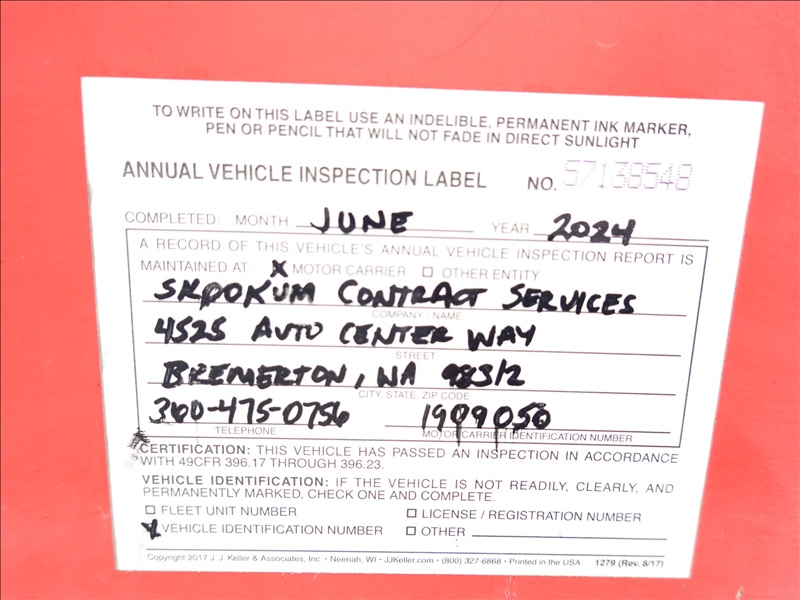 TO WRITE ON THIS LABEL USE AN INDELIBLE, PERMANENT INK MARKER,
PEN OR PENCIL THAT WILL NOT FADE IN DIRECT SUNLIGHT
ANNUAL VEHICLE INSPECTION LABEL NO. 57138548
COMPLETED: MONTH JUNE YEAR 2024
A RECORD OF THIS VEHICLE'S ANNUAL VEHICLE INSPECTION REPORT IS
MAINTAINED AT: X MOTOR CARRIER ☐ OTHER ENTITY
SKOOKUM CONTRACT SERVICES
COMPANY / NAME
4525 AUTO CENTER WAY
STREET
BREMERTON, WA 98312
CITY, STATE, ZIP CODE
360-475-0756 1909050
TELEPHONE MOTOR CARRIER IDENTIFICATION NUMBER
CERTIFICATION: THIS VEHICLE HAS PASSED AN INSPECTION IN ACCORDANCE
WITH 49CFR 396.17 THROUGH 396.23.
VEHICLE IDENTIFICATION: IF THE VEHICLE IS NOT READILY, CLEARLY, AND
PERMANENTLY MARKED, CHECK ONE AND COMPLETE.
☐ FLEET UNIT NUMBER ☐ LICENSE / REGISTRATION NUMBER
X VEHICLE IDENTIFICATION NUMBER ☐ OTHER
Copyright 2017 J. J. Keller & Associates, Inc. • Neenah, WI • JJKeller.com • (800) 327-6868 • Printed in the USA 1279 (Rev. 8/17)